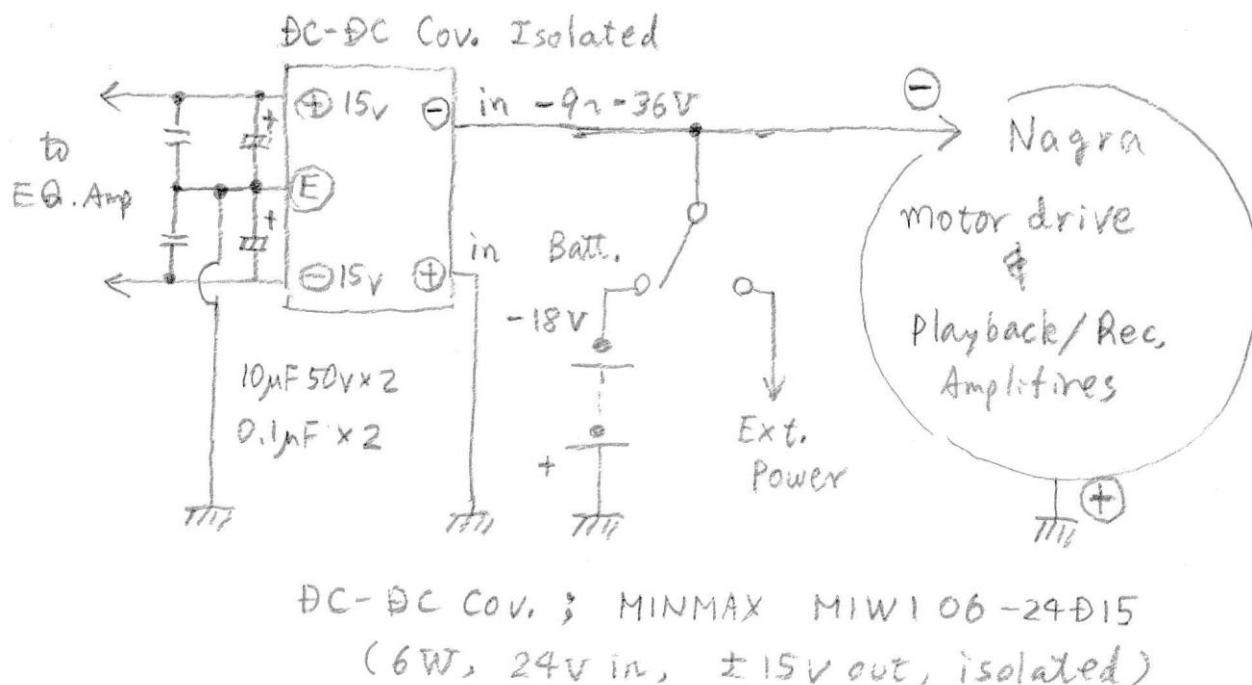 DC-DC Cov. Isolated
⊕ 15v
⊖ in -9~-36V
⊖
to
EQ. Amp
+
Ⓔ
+
⊖ 15v
⊕ in
Batt.
-18v
10μF 50v×2
0.1μF ×2
+
Ext.
Power
Nagra
motor drive
&
Playback/Rec.
Amplifires
⊕
DC-DC Cov. ; MINMAX MIW106-24D15
(6W, 24v in, ±15v out, isolated)